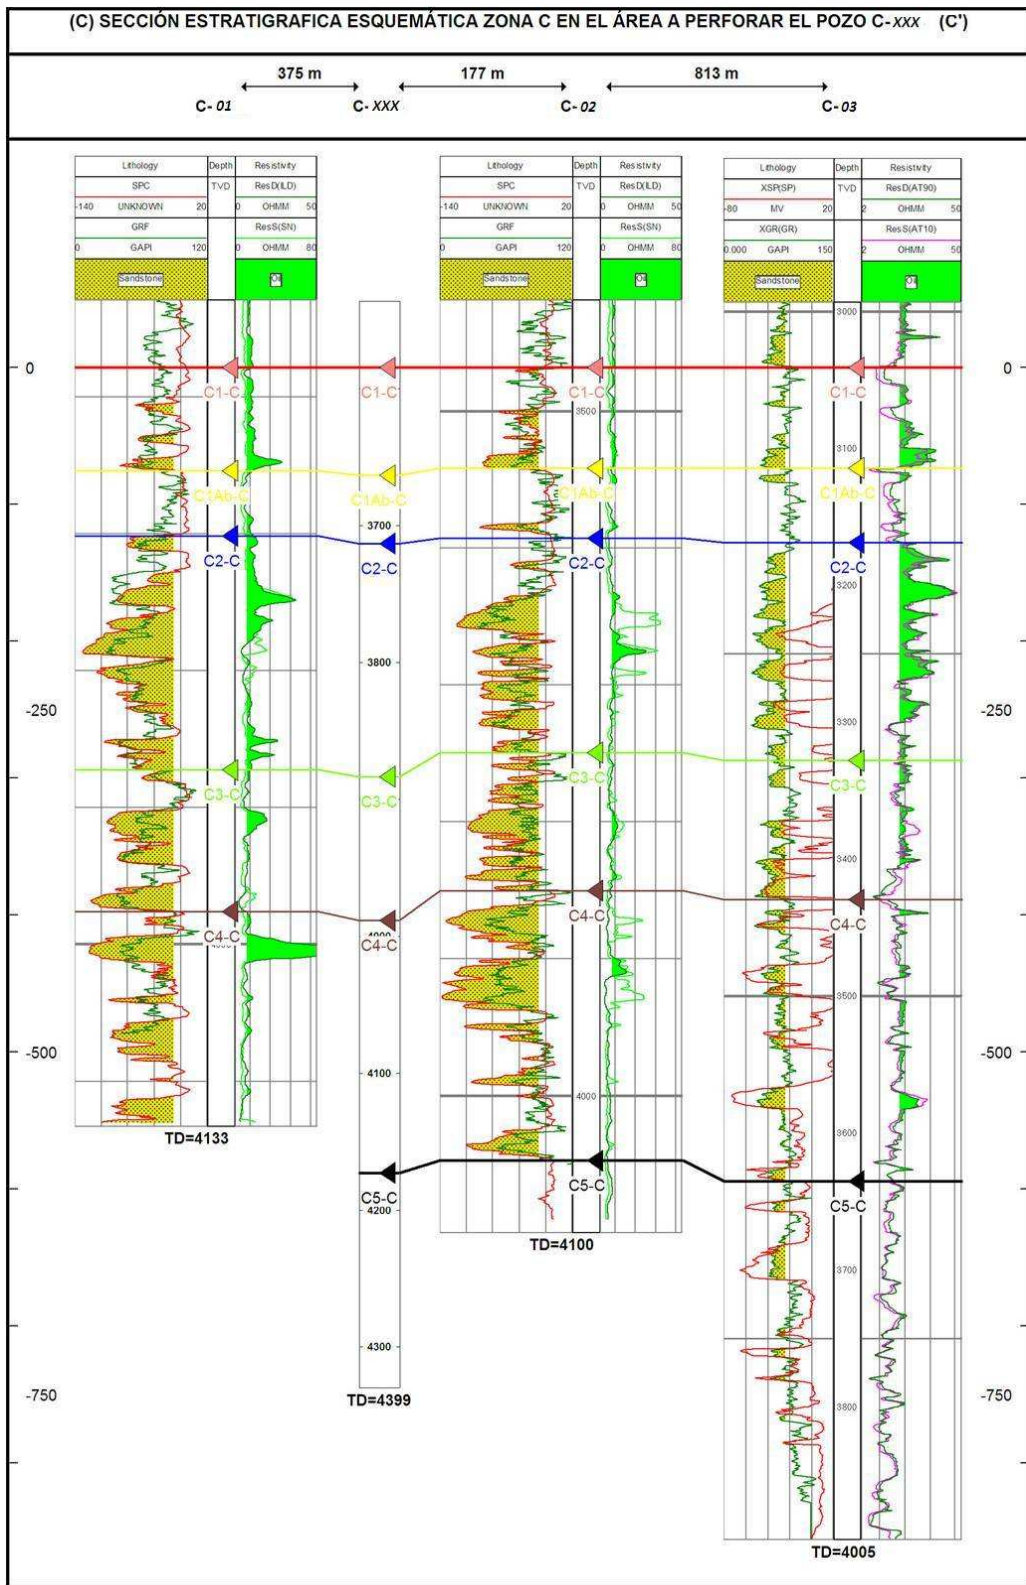 (C) SECCIÓN ESTRATIGRAFICA ESQUEMÁTICA ZONA C EN EL ÁREA A PERFORAR EL POZO C-xxx (C')
375 m 177 m 813 m
C-01 C-xxx C-02 C-03
Lithology Depth Resistivity Lithology Depth Resistivity Lithology Depth Resistivity
SPC TVD ResD(ILD) SPC TVD ResD(ILD) XSP(SP) TVD ResD(AT90)
-140 UNKNOWN 20 0 OHMM 50 -140 UNKNOWN 20 0 OHMM 50 -80 MV 20 2 OHMM 50
GRF ResS(SN) GRF ResS(SN) XGR(GR) ResS(AT10)
0 GAPI 120 0 OHMM 80 0 GAPI 120 0 OHMM 80 0.000 GAPI 150 2 OHMM 50
Sandstone Oil Sandstone Oil Sandstone Oil
3000
0 0
C1-C C1-C C1-C C1-C
3500
3100
C1Ab-C C1Ab-C C1Ab-C C1Ab-C
3700
C2-C C2-C C2-C C2-C
3200
3800
-250 -250
3300
C3-C C3-C C3-C C3-C
3400
C4-C C4-C C4-C C4-C
3500
-500 -500
4100
4000
TD=4133
3600
C5-C C5-C C5-C
4200
TD=4100
3700
4300
-750 -750
TD=4399
3800
TD=4005